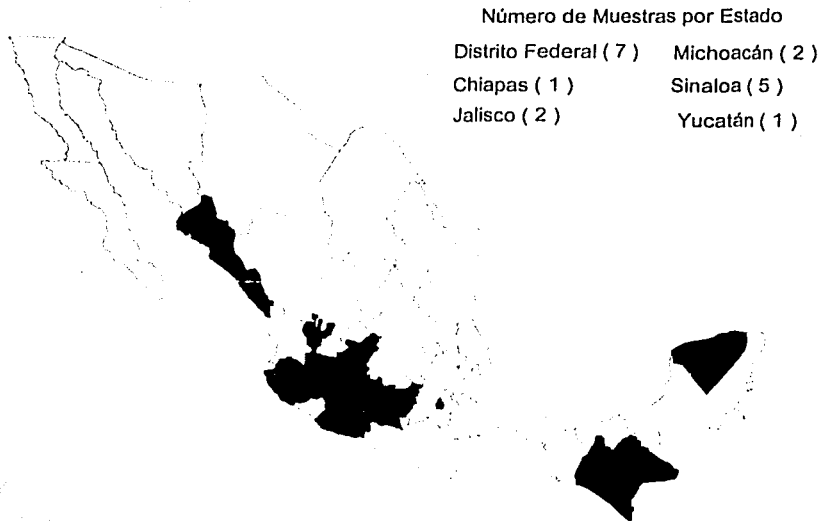 Número de Muestras por Estado
Distrito Federal ( 7 ) Michoacán ( 2 )
Chiapas ( 1 ) Sinaloa ( 5 )
Jalisco ( 2 ) Yucatán ( 1 )